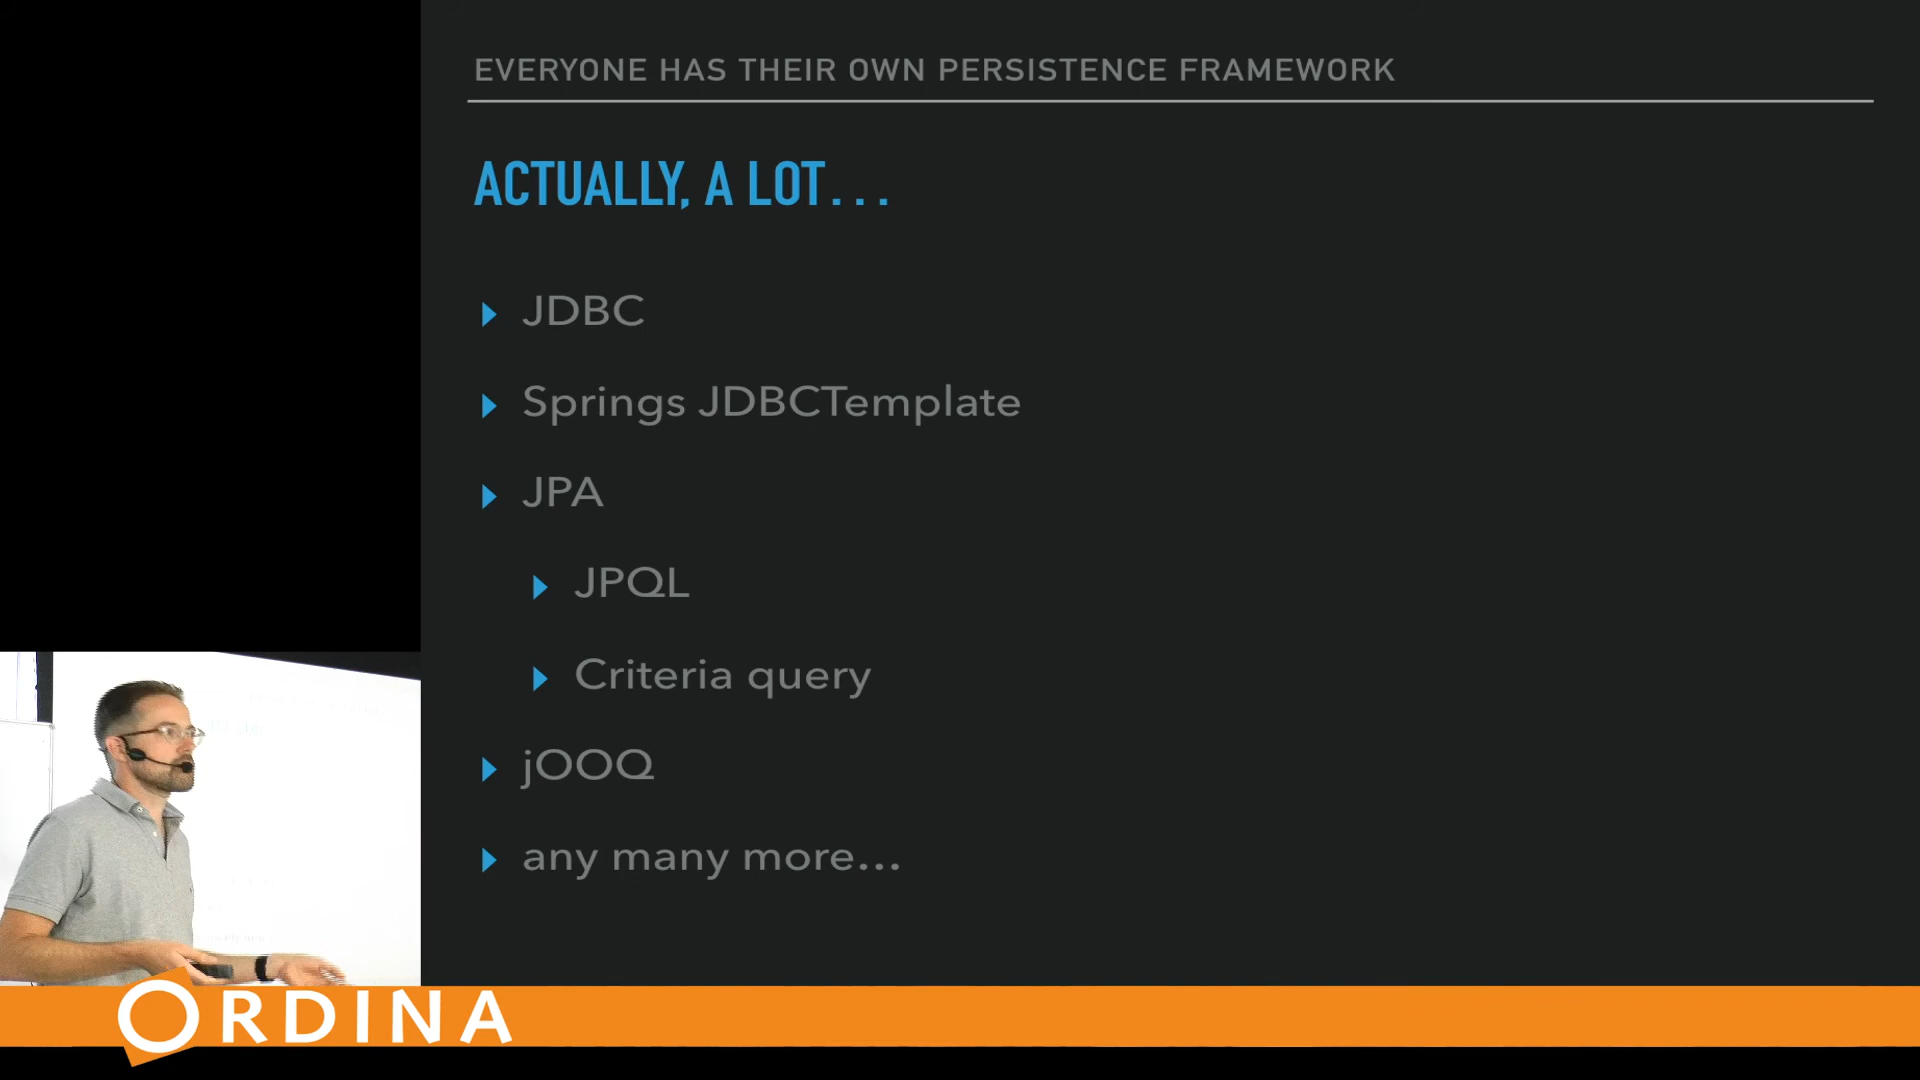 EVERYONE HAS THEIR OWN PERSISTENCE FRAMEWORK
ACTUALLY, A LOT...
JDBC
Springs JDBCTemplate
JPA
JPQL
Criteria query
jOOQ
any many more...
ORDINA